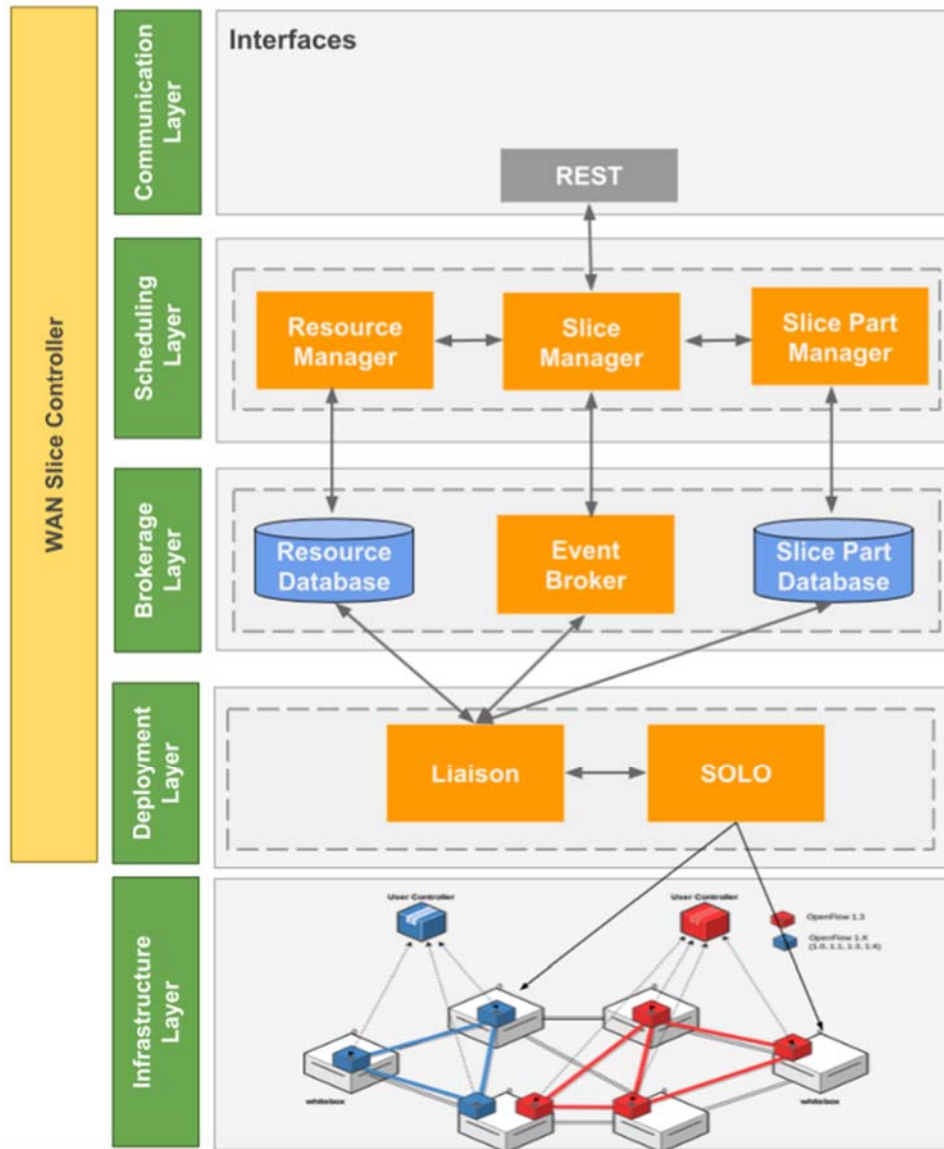 WAN Slice Controller
Communication
Layer
Interfaces
REST
Scheduling
Layer
Resource
Manager
Slice
Manager
Slice Part
Manager
Brokerage
Layer
Resource
Database
Event
Broker
Slice Part
Database
Deployment
Layer
Liaison
SOLO
Infrastructure
Layer
User Controller
User Controller
OpenFlow 1.3
OpenFlow 1.X
(1.0, 1.1, 1.3, 1.4)
whitebox
whitebox